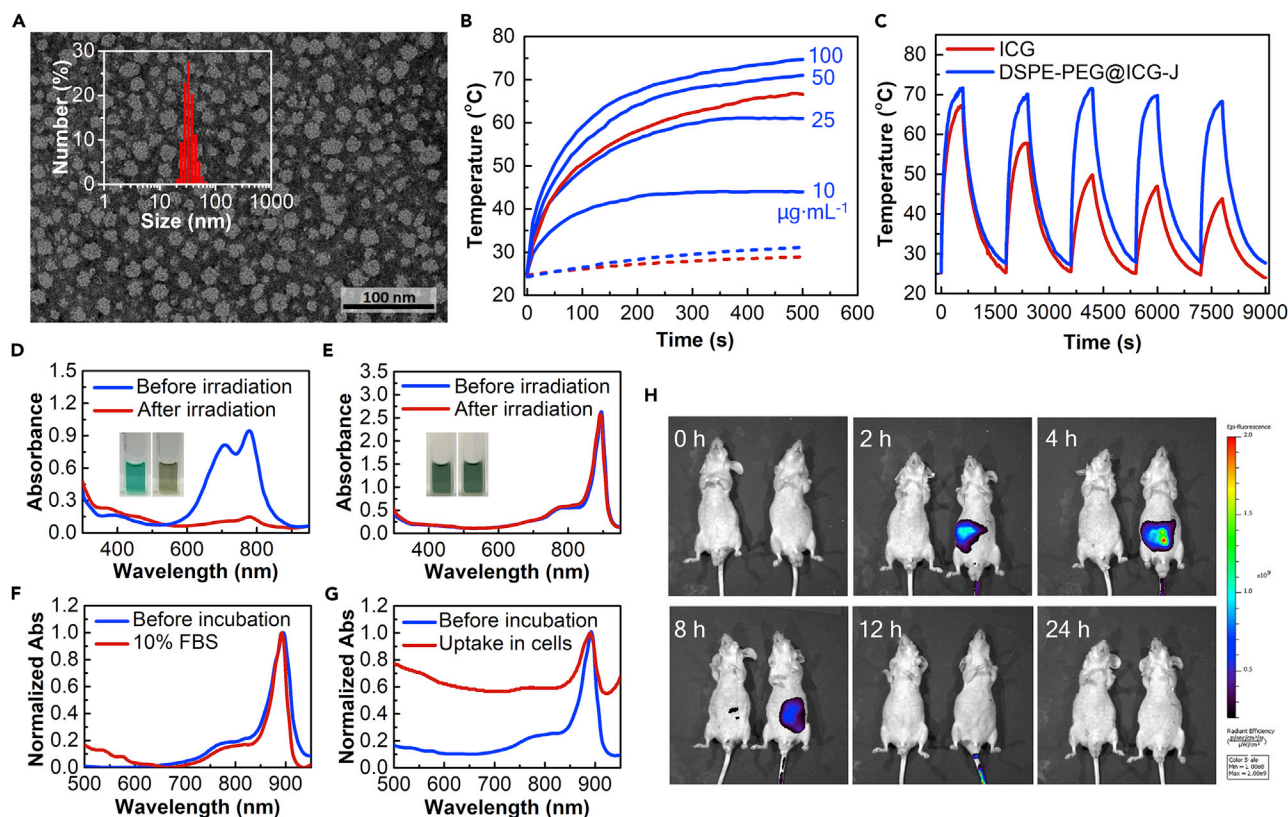 A
Number (%)
30
20
10
0
1 10 100 1000
Size (nm)
100 nm
B
Temperature (°C)
80
70
60
50
40
30
20
100
50
25
10
µg·mL⁻¹
0 100 200 300 400 500 600
Time (s)
C
Temperature (°C)
ICG
DSPE-PEG@ICG-J
80
70
60
50
40
30
20
0 1500 3000 4500 6000 7500 9000
Time (s)
D
Absorbance
Before irradiation
After irradiation
1.5
1.2
0.9
0.6
0.3
0.0
400 600 800
Wavelength (nm)
E
Absorbance
Before irradiation
After irradiation
3.5
3.0
2.5
2.0
1.5
1.0
0.5
0.0
400 600 800
Wavelength (nm)
F
Normalized Abs
Before incubation
10% FBS
1.2
1.0
0.8
0.6
0.4
0.2
0.0
500 600 700 800 900
Wavelength (nm)
G
Normalized Abs
Before incubation
Uptake in cells
1.2
1.0
0.8
0.6
0.4
0.2
0.0
500 600 700 800 900
Wavelength (nm)
H
0 h
2 h
4 h
8 h
12 h
24 h
Epi-fluorescence
2.0
1.5
x10⁹
1.0
0.5
Radiant Efficiency
Color Scale
Min = 1.00e8
Max = 2.00e9